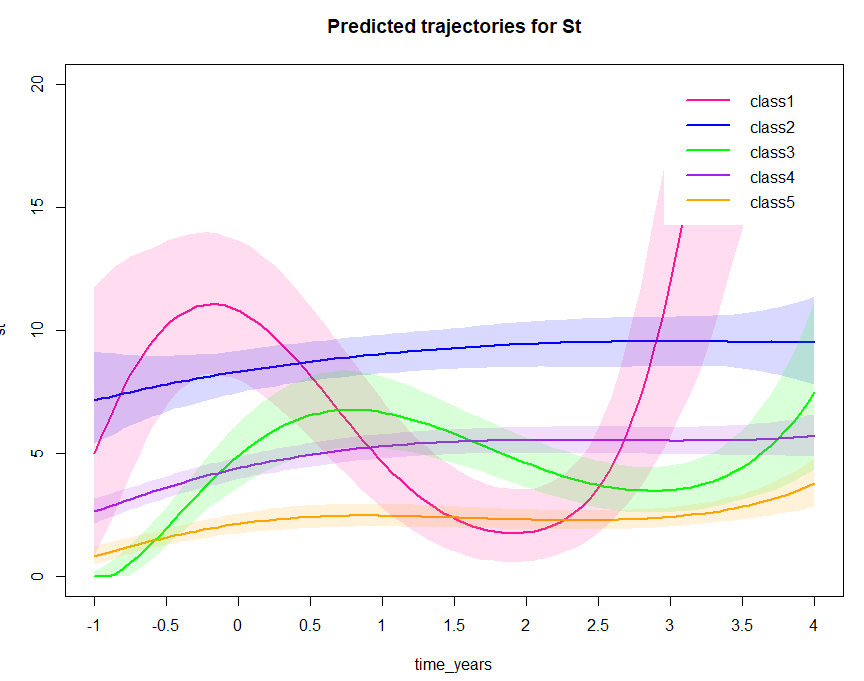 Predicted trajectories for St
20
15
10
5
0
st
class1
class2
class3
class4
class5
-1 -0.5 0 0.5 1 1.5 2 2.5 3 3.5 4
time_years